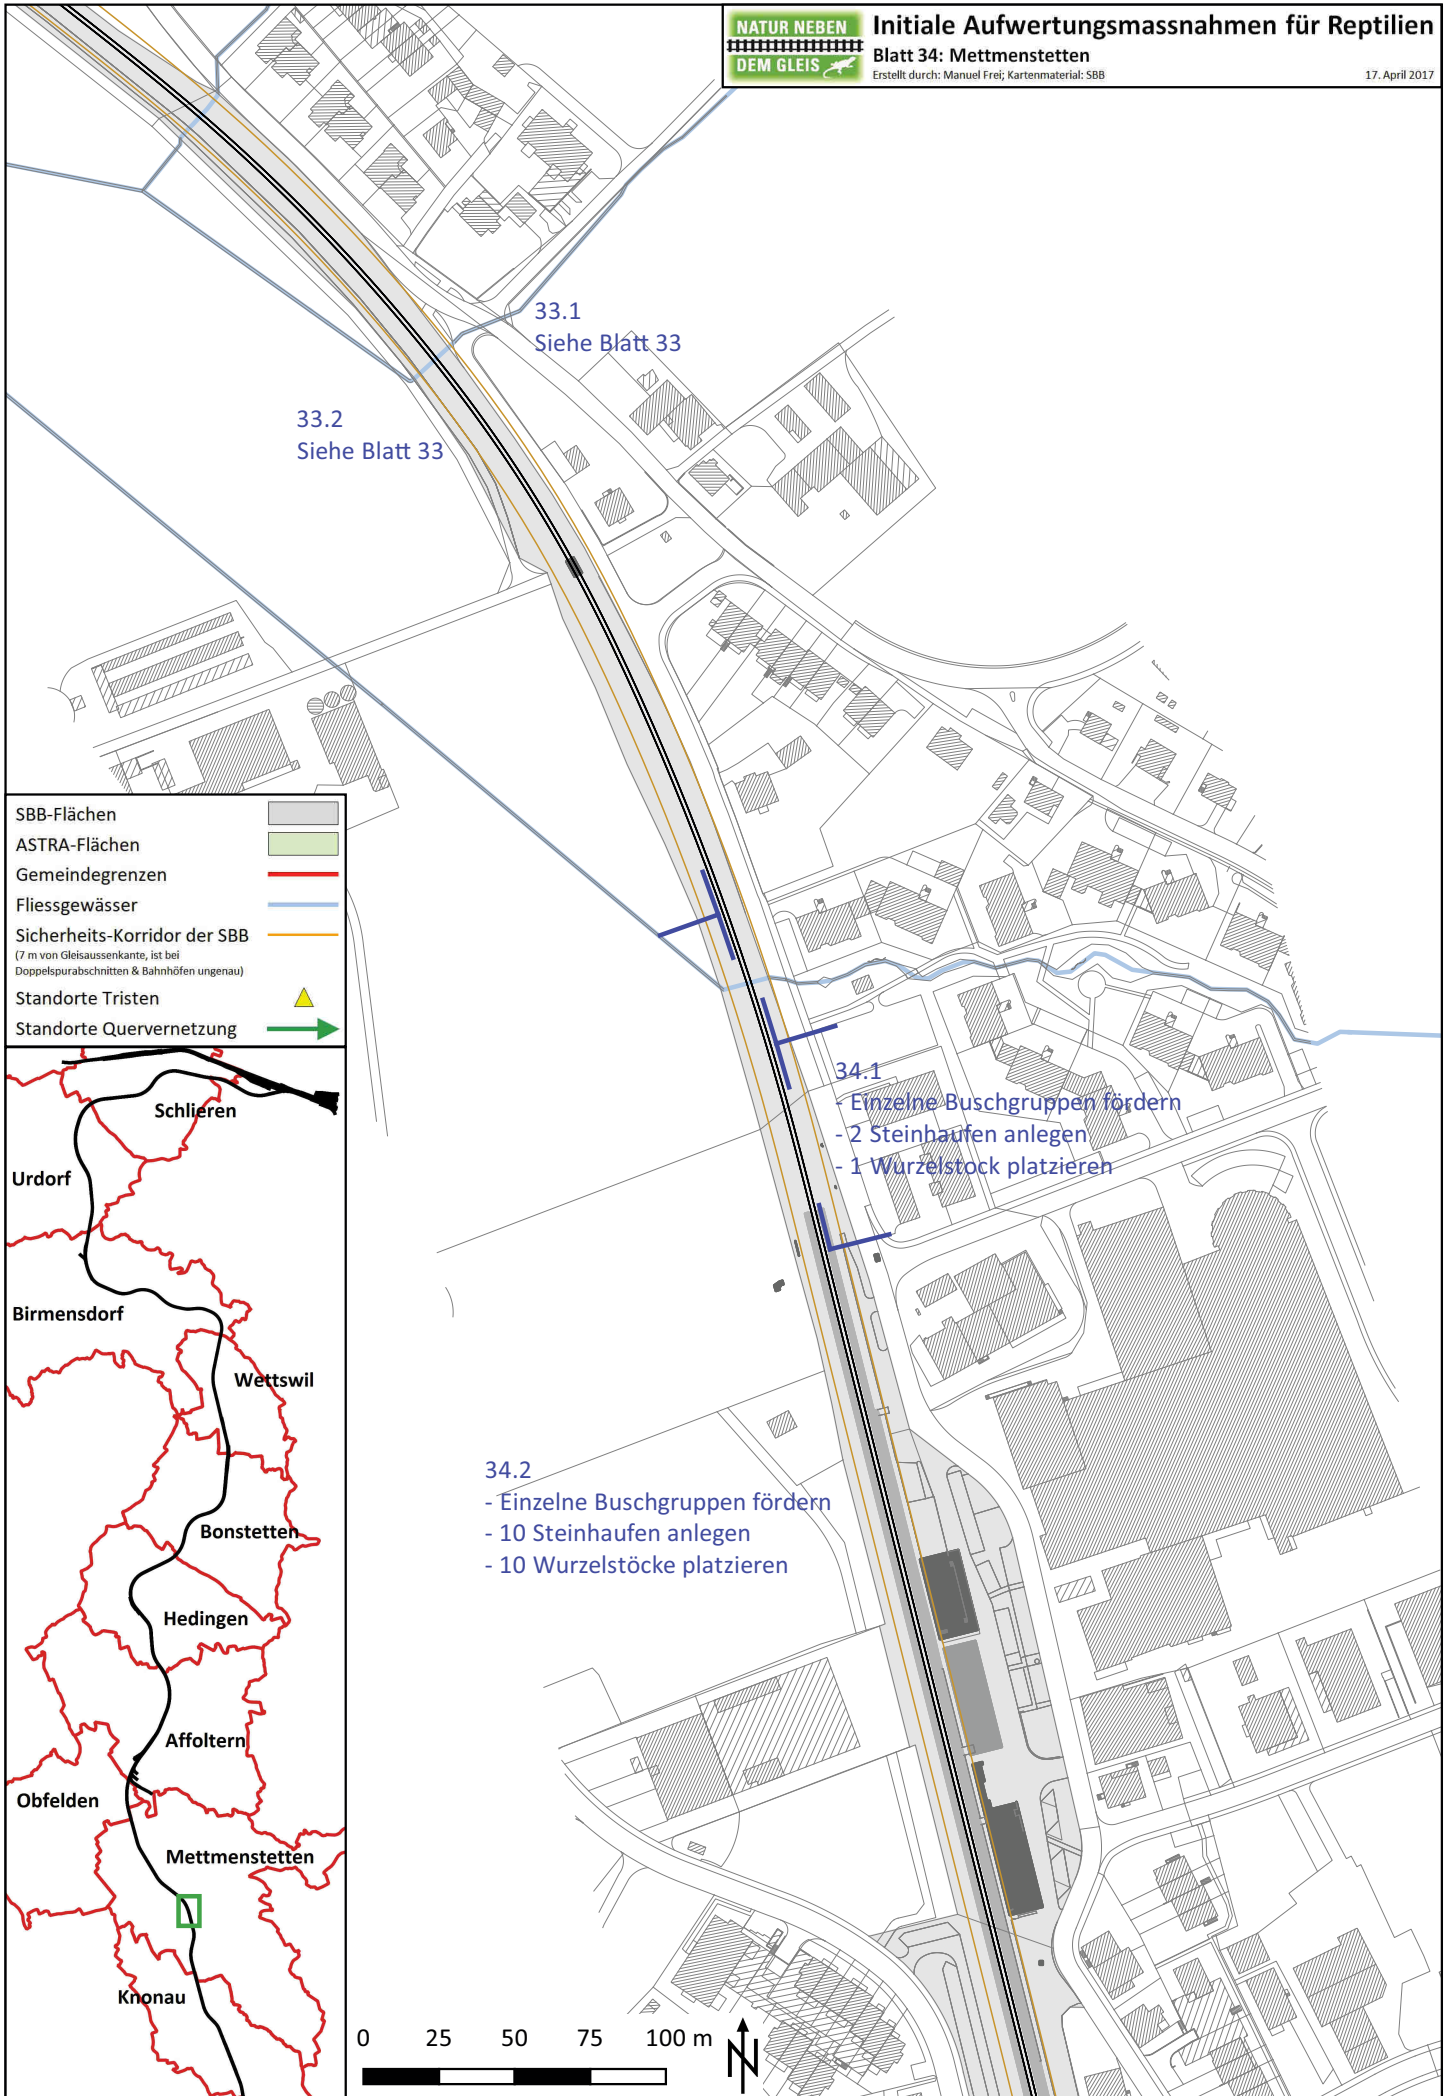 NATUR NEBEN
DEM GLEIS
Initiale Aufwertungsmassnahmen für Reptilien
Blatt 34: Mettmenstetten
Erstellt durch: Manuel Frei; Kartenmaterial: SBB
17. April 2017
33.1
Siehe Blatt 33
33.2
Siehe Blatt 33
SBB-Flächen
ASTRA-Flächen
Gemeindegrenzen
Fliessgewässer
Sicherheits-Korridor der SBB
(7 m von Gleisaussenkante, ist bei
Doppelspurabschnitten & Bahnhöfen ungenau)
Standorte Tristen
Standorte Quervernetzung
34.1
- Einzelne Buschgruppen fördern
- 2 Steinhaufen anlegen
- 1 Wurzelstock platzieren
34.2
- Einzelne Buschgruppen fördern
- 10 Steinhaufen anlegen
- 10 Wurzelstöcke platzieren
Schlieren
Urdorf
Birmensdorf
Wettswil
Bonstetten
Hedingen
Affoltern
Obfelden
Mettmenstetten
Knonau
0 25 50 75 100 m
N